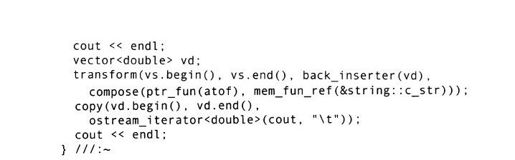 cout << endl;
vector<double> vd;
transform(vs.begin(), vs.end(), back_inserter(vd),
compose(ptr_fun(atof), mem_fun_ref(&string::c_str)));
copy(vd.begin(), vd.end(),
ostream_iterator<double>(cout, "\t"));
cout << endl;
} ///:~